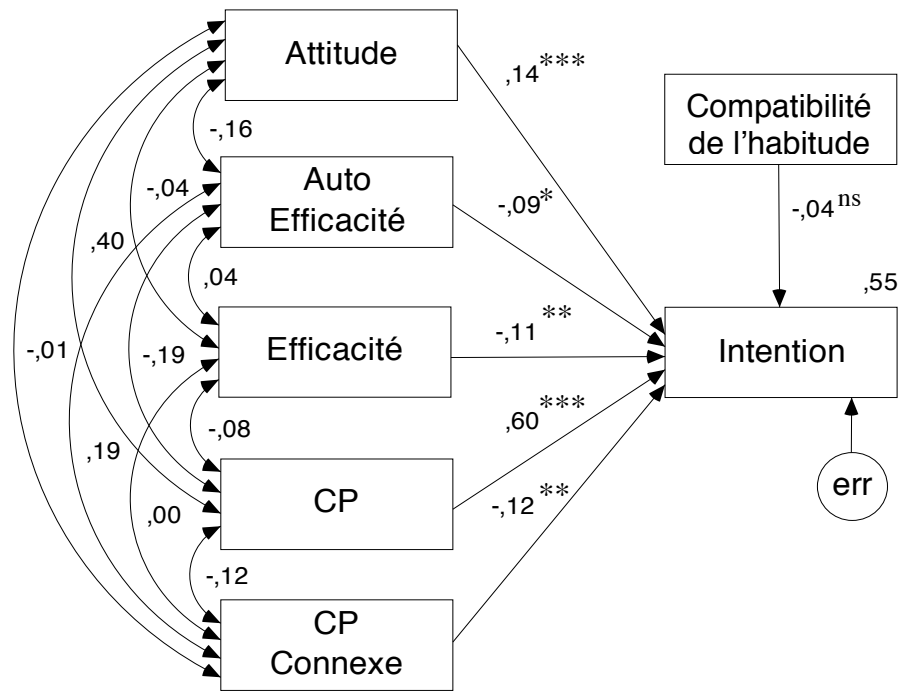 Attitude
,14***
Compatibilité
de l'habitude
-,16
Auto
Efficacité
-,04
-,09*
-,04ns
,40
,04
,55
Efficacité
-,11**
Intention
-,01
-,19
-,08
,60***
,19
CP
err
,00
-,12**
-,12
CP
Connexe